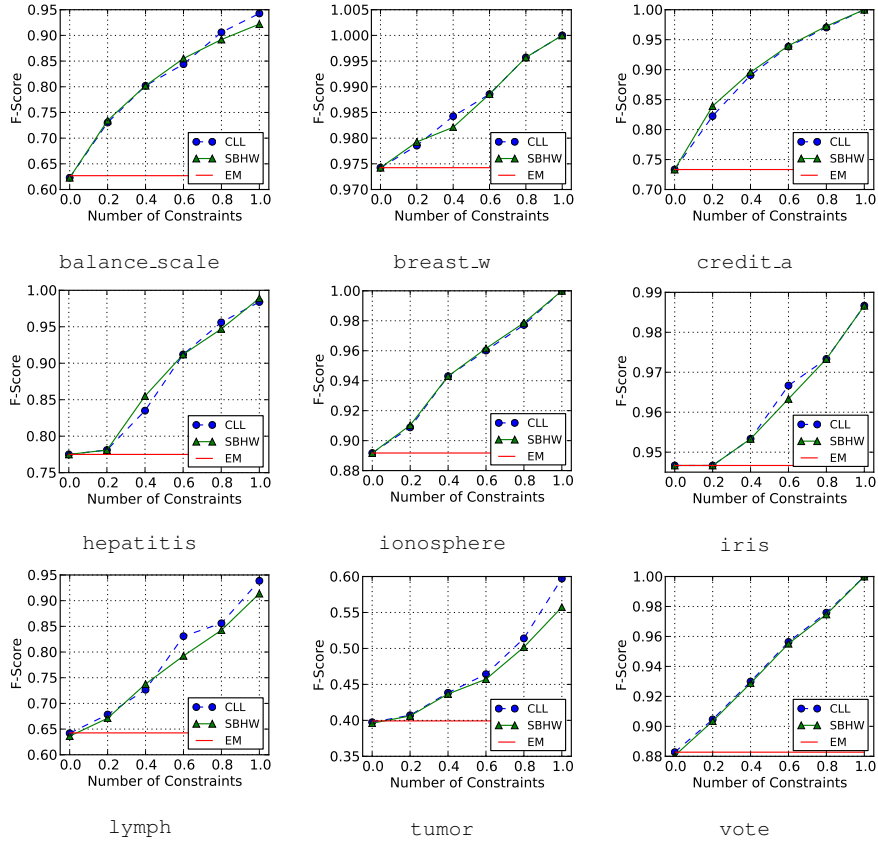 0.95
0.90
0.85
0.80
0.75
0.70
0.65
0.60
F-Score
0.0 0.2 0.4 0.6 0.8 1.0
Number of Constraints
CLL
SBHW
EM
balance_scale
1.005
1.000
0.995
0.990
0.985
0.980
0.975
0.970
F-Score
0.0 0.2 0.4 0.6 0.8 1.0
Number of Constraints
CLL
SBHW
EM
breast_w
1.00
0.95
0.90
0.85
0.80
0.75
0.70
F-Score
0.0 0.2 0.4 0.6 0.8 1.0
Number of Constraints
CLL
SBHW
EM
credit_a
1.00
0.95
0.90
0.85
0.80
0.75
F-Score
0.0 0.2 0.4 0.6 0.8 1.0
Number of Constraints
CLL
SBHW
EM
hepatitis
1.00
0.98
0.96
0.94
0.92
0.90
0.88
F-Score
0.0 0.2 0.4 0.6 0.8 1.0
Number of Constraints
CLL
SBHW
EM
ionosphere
0.99
0.98
0.97
0.96
0.95
F-Score
0.0 0.2 0.4 0.6 0.8 1.0
Number of Constraints
CLL
SBHW
EM
iris
0.95
0.90
0.85
0.80
0.75
0.70
0.65
0.60
F-Score
0.0 0.2 0.4 0.6 0.8 1.0
Number of Constraints
CLL
SBHW
EM
lymph
0.60
0.55
0.50
0.45
0.40
0.35
F-Score
0.0 0.2 0.4 0.6 0.8 1.0
Number of Constraints
CLL
SBHW
EM
tumor
1.00
0.98
0.96
0.94
0.92
0.90
0.88
F-Score
0.0 0.2 0.4 0.6 0.8 1.0
Number of Constraints
CLL
SBHW
EM
vote